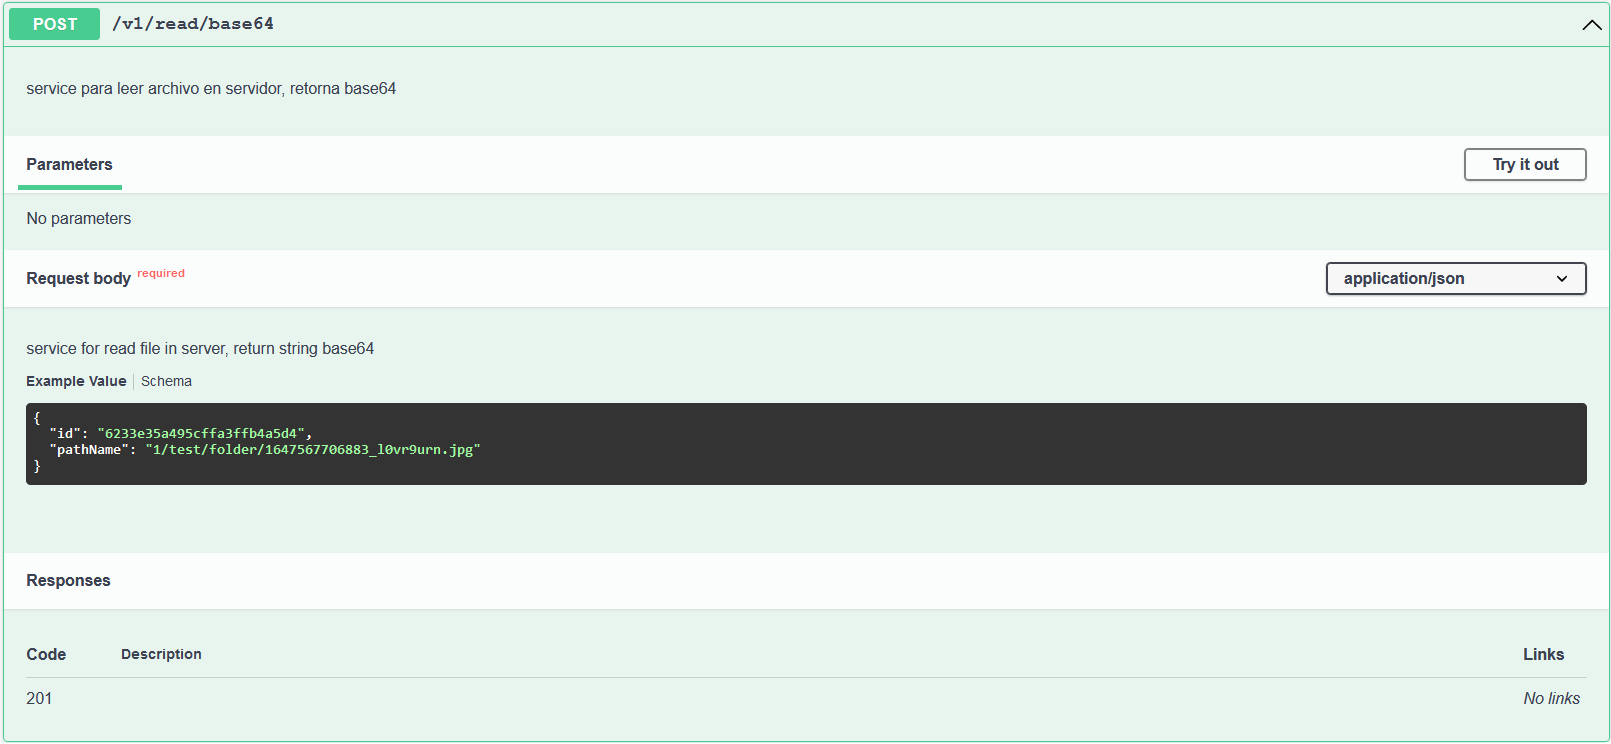 POST /v1/read/base64
service para leer archivo en servidor, retorna base64
Parameters
Try it out
No parameters
Request body required
application/json
service for read file in server, return string base64
Example Value
Schema
{
"id": "6233e35a495cffa3ffb4a5d4",
"pathName": "1/test/folder/1647567706883_l0vr9urn.jpg"
}
Responses
Code Description Links
201 No links